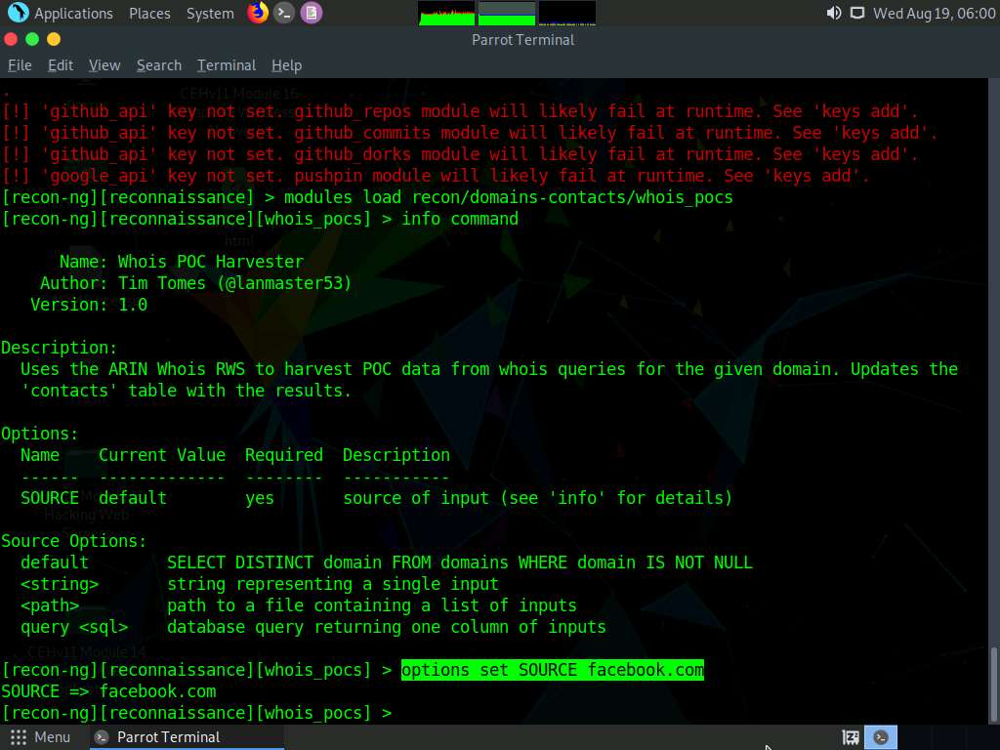 Applications Places System Wed Aug 19, 06:00
Parrot Terminal
File Edit View Search Terminal Help
.
[!] 'github_api' key not set. github_repos module will likely fail at runtime. See 'keys add'.
[!] 'github_api' key not set. github_commits module will likely fail at runtime. See 'keys add'.
[!] 'github_api' key not set. github_dorks module will likely fail at runtime. See 'keys add'.
[!] 'google_api' key not set. pushpin module will likely fail at runtime. See 'keys add'.
[recon-ng][reconnaissance] > modules load recon/domains-contacts/whois_pocs
[recon-ng][reconnaissance][whois_pocs] > info command
Name: Whois POC Harvester
Author: Tim Tomes (@lanmaster53)
Version: 1.0
Description:
Uses the ARIN Whois RWS to harvest POC data from whois queries for the given domain. Updates the
'contacts' table with the results.
Options:
Name Current Value Required Description
------ ------------- -------- -----------
SOURCE default yes source of input (see 'info' for details)
Source Options:
default SELECT DISTINCT domain FROM domains WHERE domain IS NOT NULL
<string> string representing a single input
<path> path to a file containing a list of inputs
query <sql> database query returning one column of inputs
CEHv11 Module 14
[recon-ng][reconnaissance][whois_pocs] > options set SOURCE facebook.com
SOURCE => facebook.com
[recon-ng][reconnaissance][whois_pocs] >
Menu Parrot Terminal